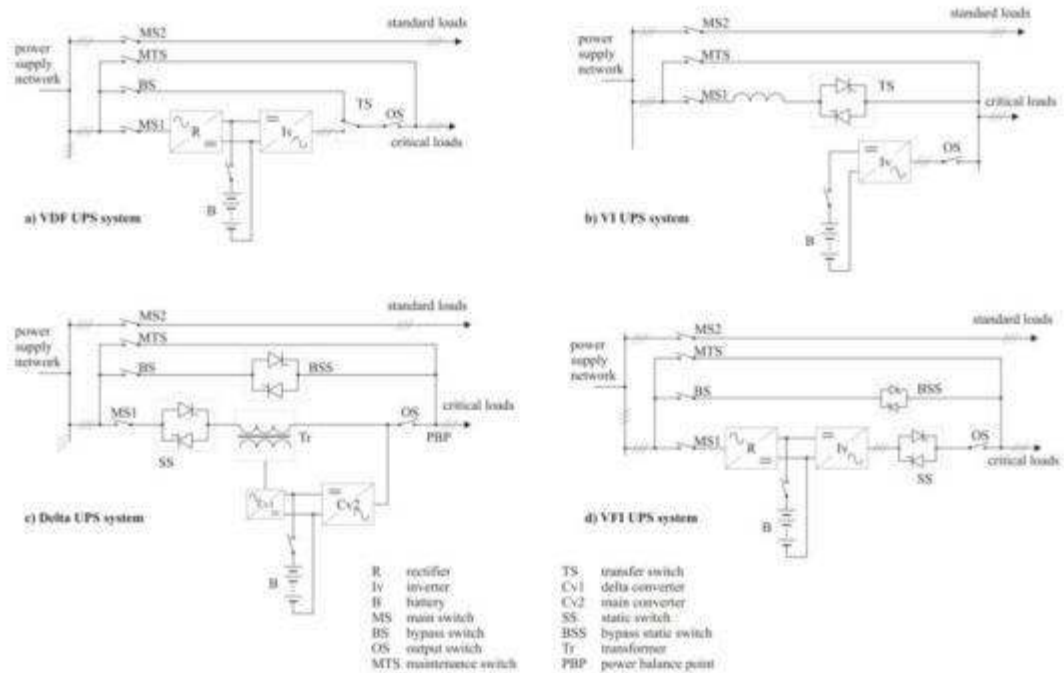 MS2
standard loads
power
supply
network
MTS
BS
TS
OS
MS1
R
Iv
critical loads
B
a) VDF UPS system
MS2
standard loads
power
supply
network
MTS
MS1
TS
critical loads
OS
Iv
B
b) VI UPS system
MS2
standard loads
power
supply
network
MTS
BS
BSS
MS1
OS
critical loads
PBP
Tr
SS
Cv1
Cv2
c) Delta UPS system
B
MS2
standard loads
power
supply
network
MTS
BS
BSS
MS1
R
Iv
OS
critical loads
SS
d) VFI UPS system
B
R rectifier
Iv inverter
B battery
MS main switch
BS bypass switch
OS output switch
MTS maintenance switch
TS transfer switch
Cv1 delta converter
Cv2 main converter
SS static switch
BSS bypass static switch
Tr transformer
PBP power balance point